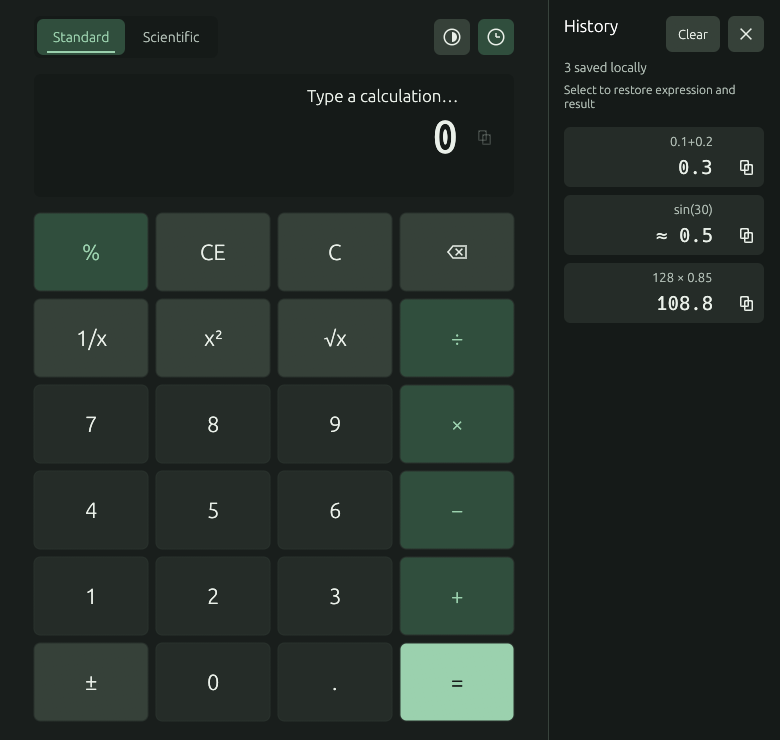 Standard Scientific
Type a calculation...
0
% CE C
1/x x² √x ÷
7 8 9 ×
4 5 6 −
1 2 3 +
± 0 . =
History Clear
3 saved locally
Select to restore expression and
result
0.1+0.2
0.3
sin(30)
≈ 0.5
128 × 0.85
108.8